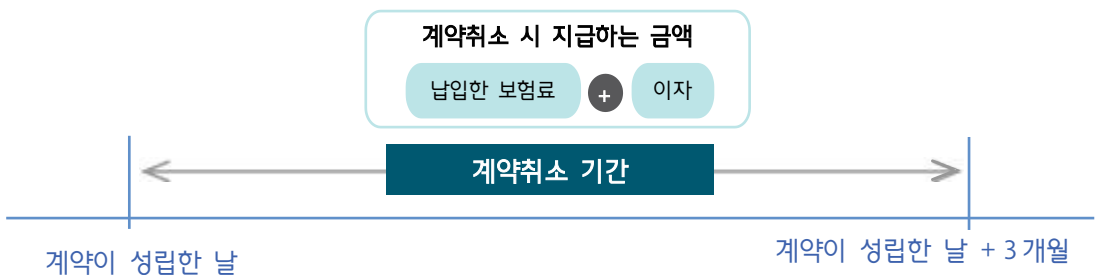 계약취소 시 지급하는 금액
납입한 보험료 + 이자
계약취소 기간
계약이 성립한 날
계약이 성립한 날 + 3개월